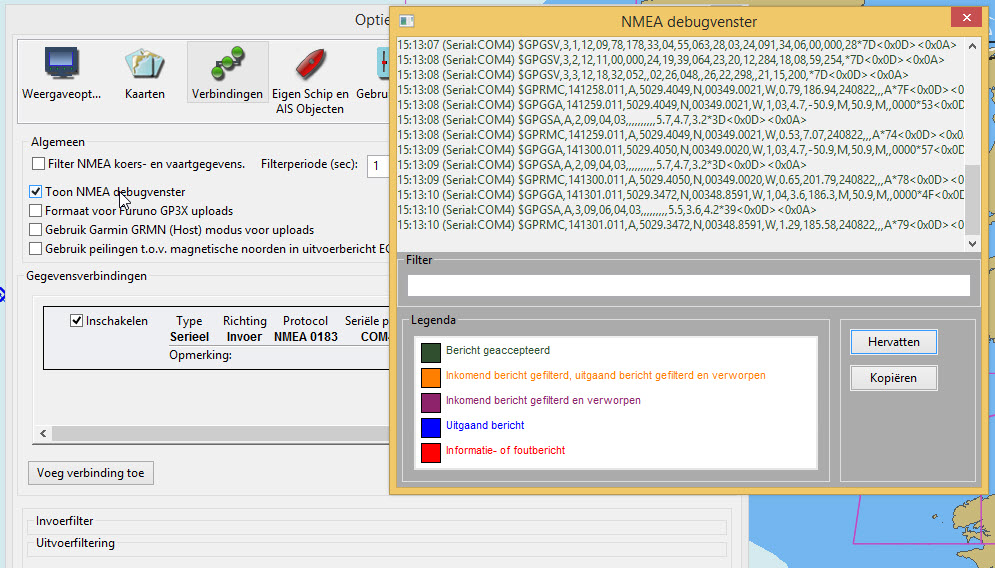 Optie
NMEA debugvenster
Weergaveopt...
Kaarten
Verbindingen
Eigen Schip en
AIS Objecten
Gebru
Algemeen
Filter NMEA koers- en vaartgegevens. Filterperiode (sec): 1
Toon NMEA debugvenster
Formaat voor Furuno GP3X uploads
Gebruik Garmin GRMN (Host) modus voor uploads
Gebruik peilingen t.o.v. magnetische noorden in uitvoerbericht EC
Gegevensverbindingen
Inschakelen Type Richting Protocol Seriële p
Serieel Invoer NMEA 0183 COM
Opmerking:
Voeg verbinding toe
Invoerfilter
Uitvoerfiltering
15:13:07 (Serial:COM4) $GPGSV,3,1,12,09,78,178,33,04,55,063,28,03,24,091,34,06,00,000,28*7D<0x0D><0x0A>
15:13:08 (Serial:COM4) $GPGSV,3,2,12,11,00,000,24,19,39,064,23,20,12,284,18,08,59,254,*7D<0x0D><0x0A>
15:13:08 (Serial:COM4) $GPGSV,3,3,12,18,32,052,,02,26,048,,26,22,298,,21,15,200,*7D<0x0D><0x0A>
15:13:08 (Serial:COM4) $GPRMC,141258.011,A,5029.4049,N,00349.0021,W,0.79,186.94,240822,,,A*7F<0x0D><0
15:13:08 (Serial:COM4) $GPGGA,141259.011,5029.4049,N,00349.0021,W,1,03,4.7,-50.9,M,50.9,M,,0000*53<0x0D
15:13:08 (Serial:COM4) $GPGSA,A,2,09,04,03,,,,,,,,,,5.7,4.7,3.2*3D<0x0D><0x0A>
15:13:08 (Serial:COM4) $GPRMC,141259.011,A,5029.4049,N,00349.0021,W,0.53,7.07,240822,,,A*74<0x0D><0x0.
15:13:09 (Serial:COM4) $GPGGA,141300.011,5029.4050,N,00349.0020,W,1,03,4.7,-50.9,M,50.9,M,,0000*57<0x0D
15:13:09 (Serial:COM4) $GPGSA,A,2,09,04,03,,,,,,,,,,5.7,4.7,3.2*3D<0x0D><0x0A>
15:13:09 (Serial:COM4) $GPRMC,141300.011,A,5029.4050,N,00349.0020,W,0.65,201.79,240822,,,A*78<0x0D><0
15:13:10 (Serial:COM4) $GPGGA,141301.011,5029.3472,N,00348.8591,W,1,04,3.6,186.3,M,50.9,M,,0000*4F<0x0D
15:13:10 (Serial:COM4) $GPGSA,A,3,09,06,04,03,,,,,,,,,5.5,3.6,4.2*39<0x0D><0x0A>
15:13:10 (Serial:COM4) $GPRMC,141301.011,A,5029.3472,N,00348.8591,W,1.29,185.58,240822,,,A*79<0x0D><0
Filter
Legenda
Bericht geaccepteerd
Inkomend bericht gefilterd, uitgaand bericht gefilterd en verworpen
Inkomend bericht gefilterd en verworpen
Uitgaand bericht
Informatie- of foutbericht
Hervatten
Kopiëren